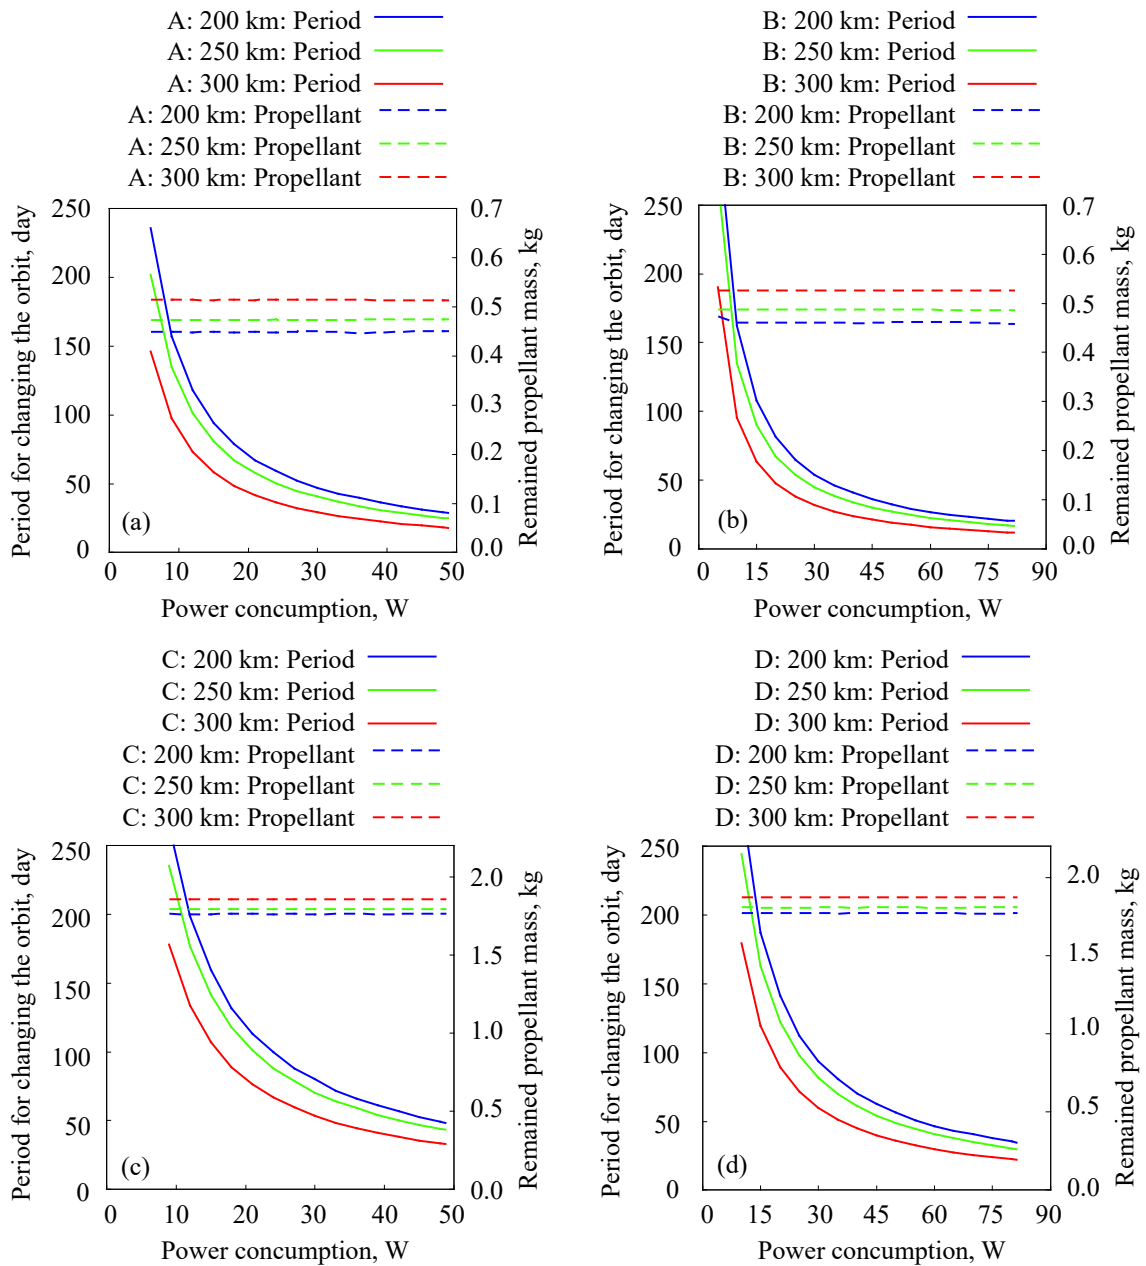 A: 200 km: Period
A: 250 km: Period
A: 300 km: Period
A: 200 km: Propellant
A: 250 km: Propellant
A: 300 km: Propellant
Period for changing the orbit, day
250
200
150
100
50
0
0.7
0.6
0.5
0.4
0.3
0.2
0.1
0.0
Remained propellant mass, kg
(a)
0 10 20 30 40 50
Power concumption, W
B: 200 km: Period
B: 250 km: Period
B: 300 km: Period
B: 200 km: Propellant
B: 250 km: Propellant
B: 300 km: Propellant
Period for changing the orbit, day
250
200
150
100
50
0
0.7
0.6
0.5
0.4
0.3
0.2
0.1
0.0
Remained propellant mass, kg
(b)
0 15 30 45 60 75 90
Power concumption, W
C: 200 km: Period
C: 250 km: Period
C: 300 km: Period
C: 200 km: Propellant
C: 250 km: Propellant
C: 300 km: Propellant
Period for changing the orbit, day
250
200
150
100
50
0
2.0
1.5
1.0
0.5
0.0
Remained propellant mass, kg
(c)
0 10 20 30 40 50
Power concumption, W
D: 200 km: Period
D: 250 km: Period
D: 300 km: Period
D: 200 km: Propellant
D: 250 km: Propellant
D: 300 km: Propellant
Period for changing the orbit, day
250
200
150
100
50
0
2.0
1.5
1.0
0.5
0.0
Remained propellant mass, kg
(d)
0 15 30 45 60 75 90
Power concumption, W